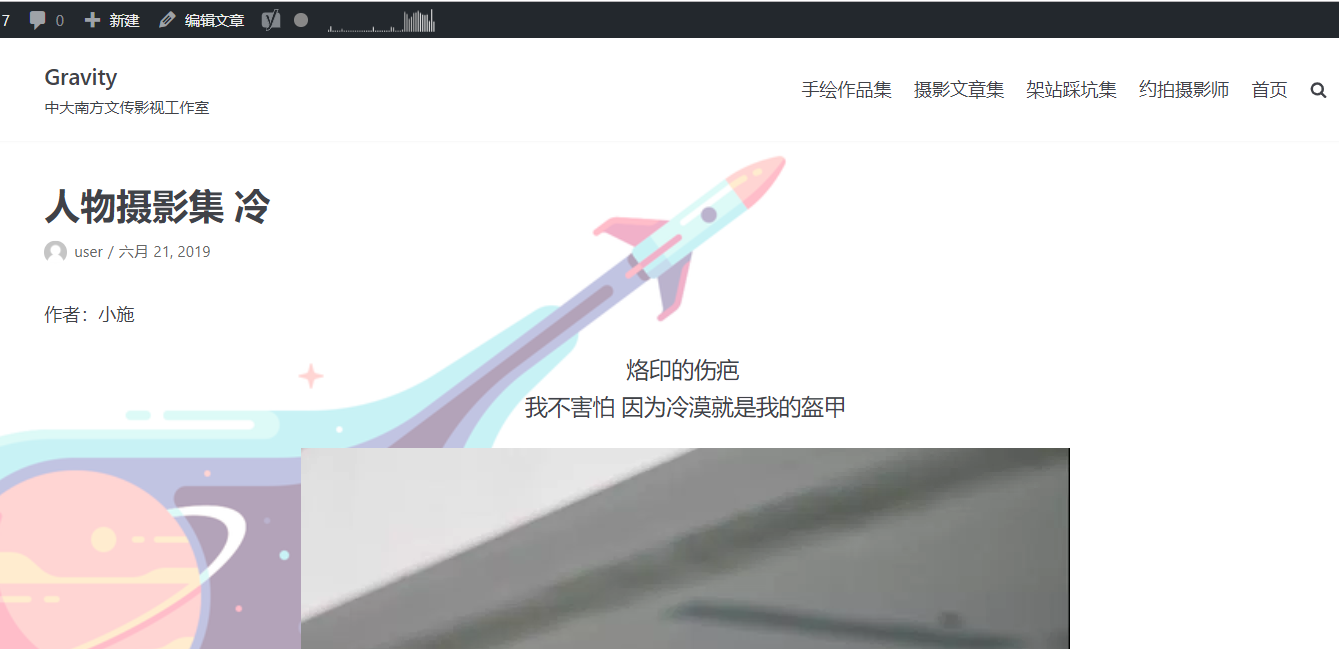 7 0 新建 编辑文章
Gravity
中大南方文传影视工作室
手绘作品集 摄影文章集 架站踩坑集 约拍摄影师 首页
人物摄影集 冷
user / 六月 21, 2019
作者：小施
烙印的伤疤
我不害怕 因为冷漠就是我的盔甲